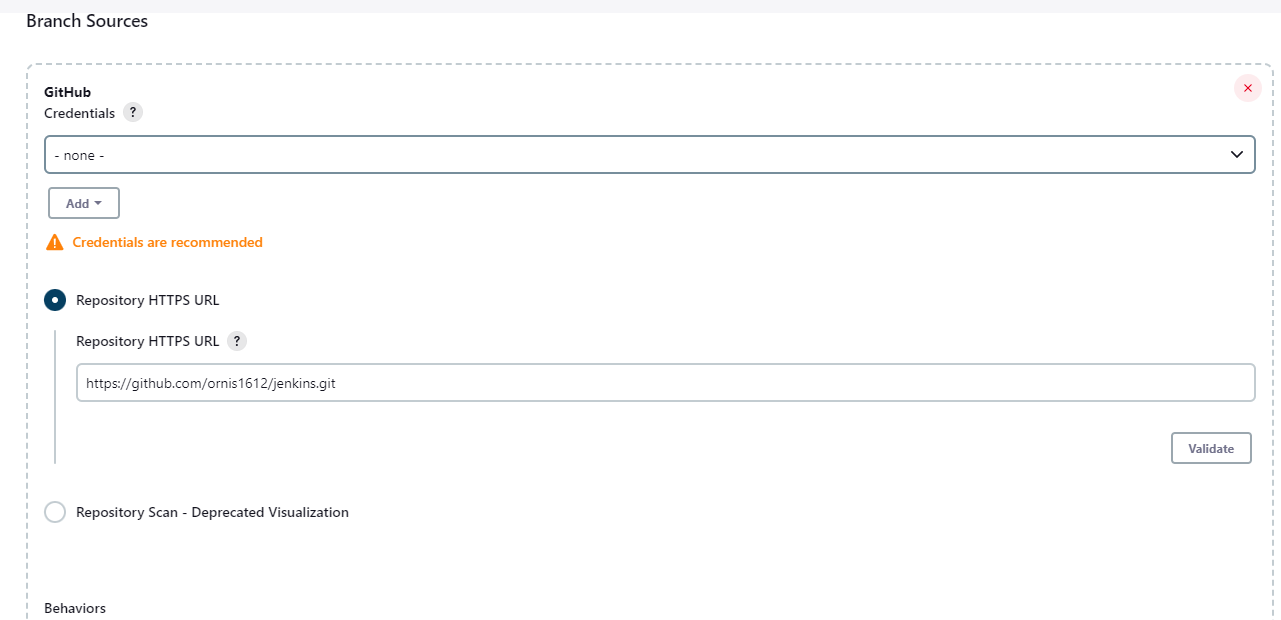 Branch Sources
GitHub
Credentials ?
- none -
Add
Credentials are recommended
Repository HTTPS URL
Repository HTTPS URL ?
https://github.com/ornis1612/jenkins.git
Validate
Repository Scan - Deprecated Visualization
Behaviors